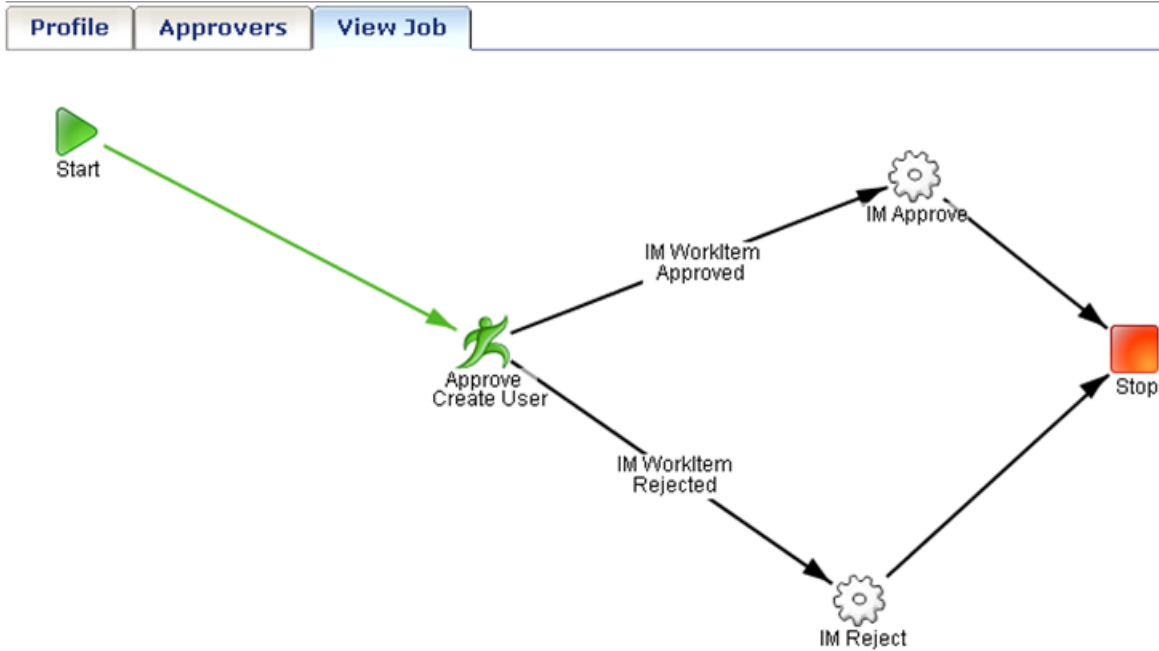 Profile
Approvers
View Job
Start
IM Approve
IM WorkItem
Approved
Approve
Create User
Stop
IM WorkItem
Rejected
IM Reject